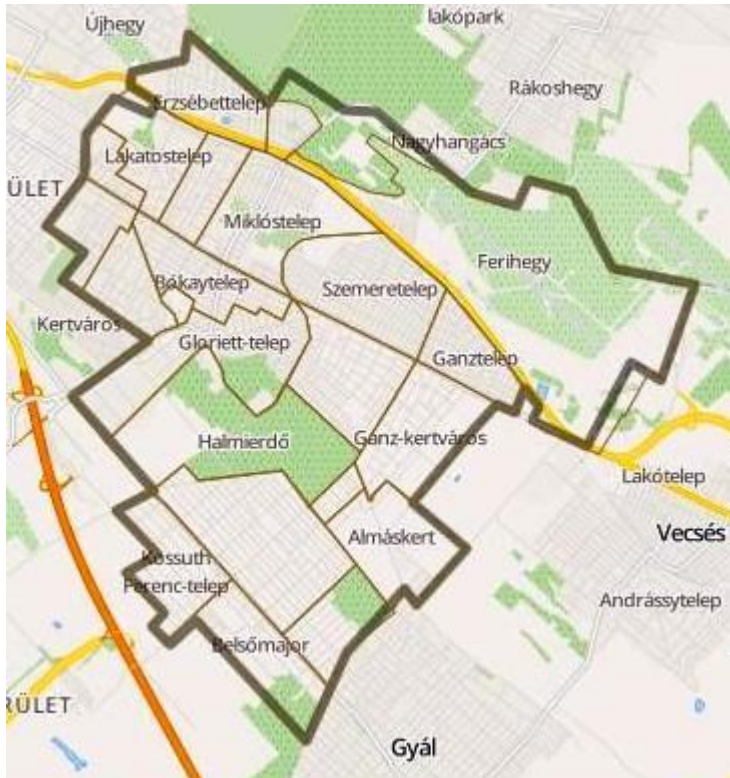 Újhegy
lakópark
Rákoshegy
Erzsébettelep
Nagyhangács
Lakatostelep
ÜLET
Miklóstelep
Ferihegy
Bókaytelep
Szemeretelep
Kertváros
Gloriett-telep
Ganztelep
Halmierdő
Ganz-kertváros
Lakótelep
Vecsés
Almáskert
Kossuth
Ferenc-telep
Andrássytelep
Belsőmajor
RÜLET
Gyál